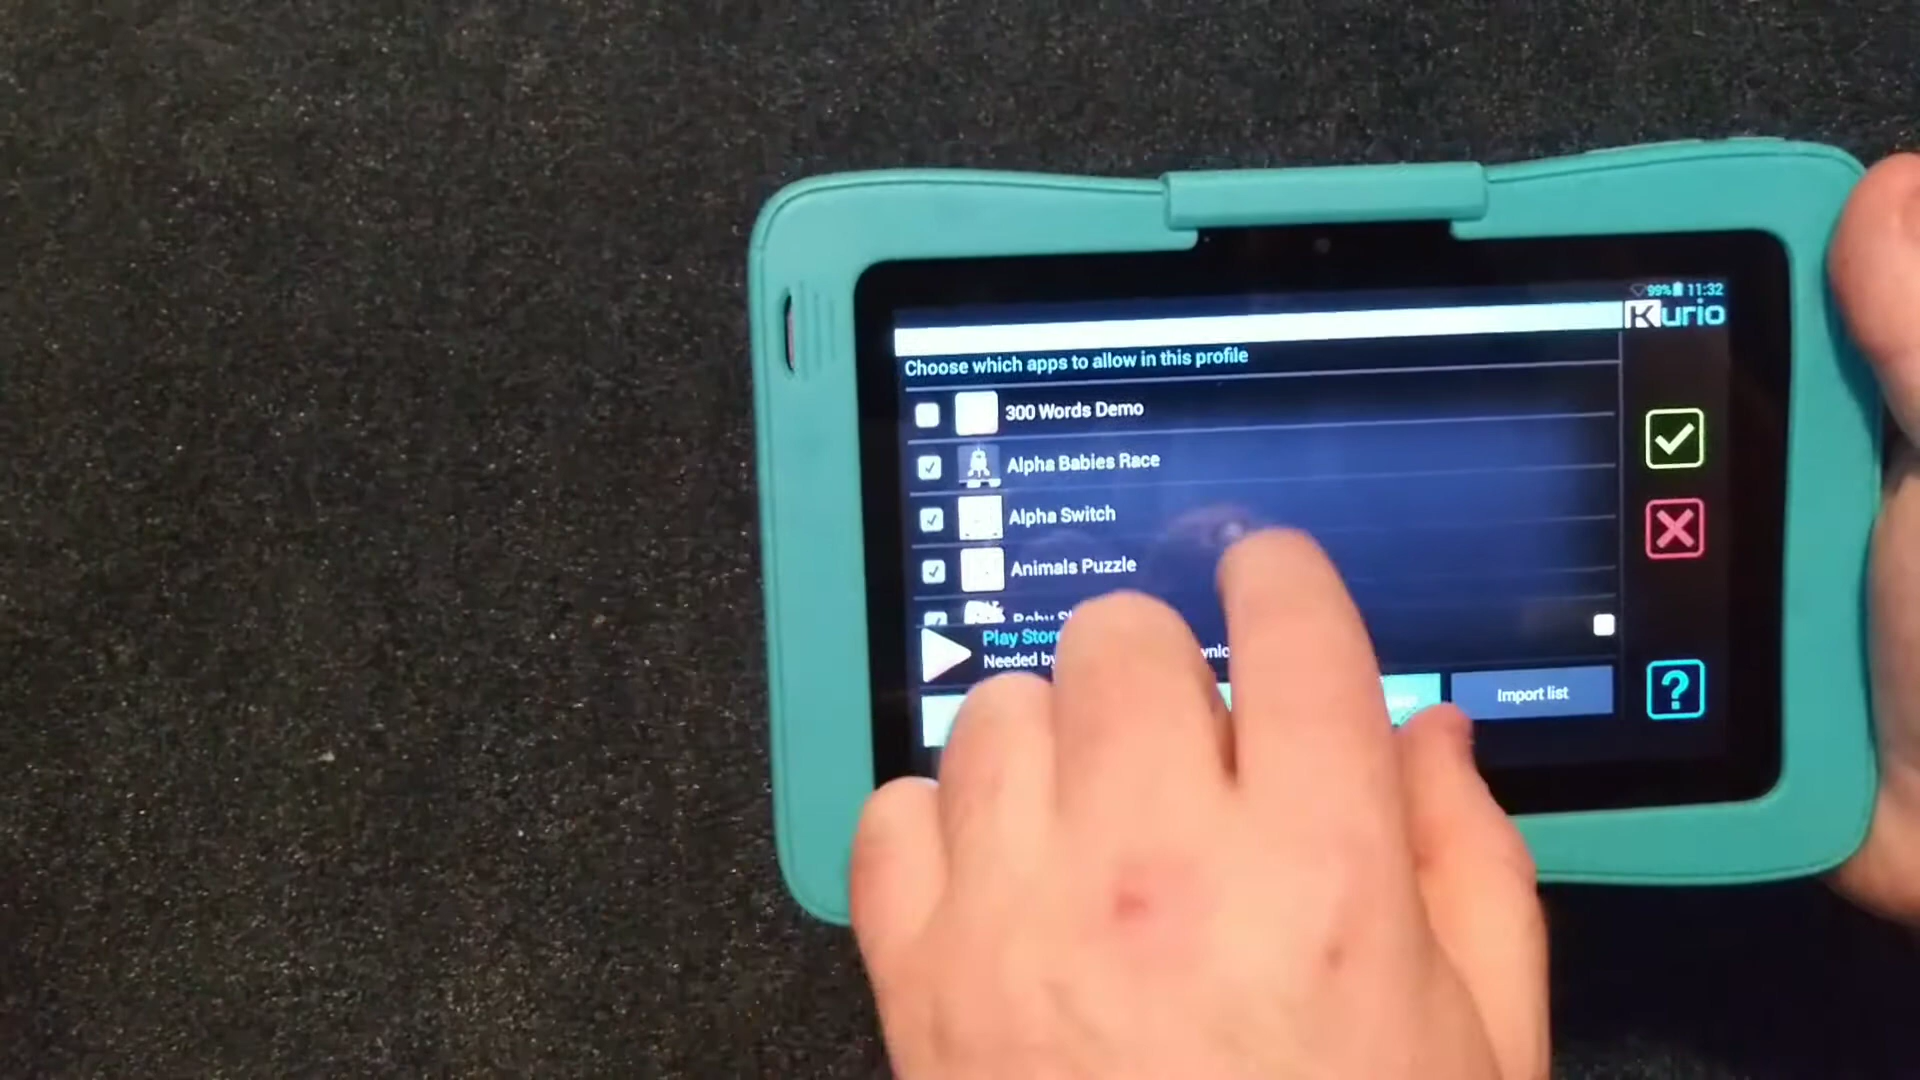 99% 11:32
Kurio
Choose which apps to allow in this profile
300 Words Demo
Alpha Babies Race
Alpha Switch
Animals Puzzle
Baby
Play Store
Needed by
Import list
?